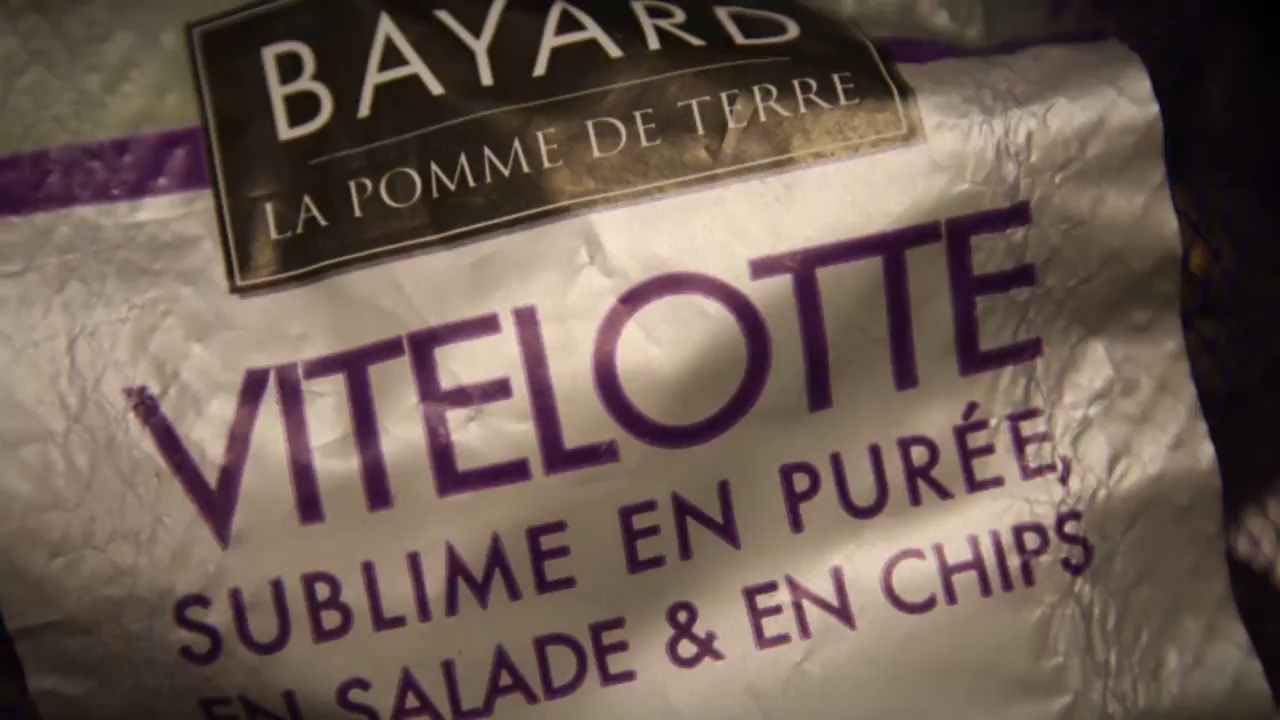 BAYARD
LA POMME DE TERRE
VITELOTTE
SUBLIME EN PURÉE,
EN SALADE & EN CHIPS